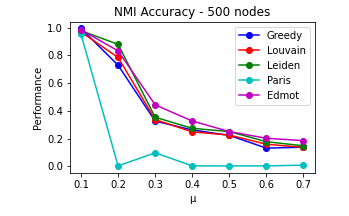 NMI Accuracy - 500 nodes
Performance
1.0
0.8
0.6
0.4
0.2
0.0
0.1 0.2 0.3 0.4 0.5 0.6 0.7
μ
Greedy
Louvain
Leiden
Paris
Edmot